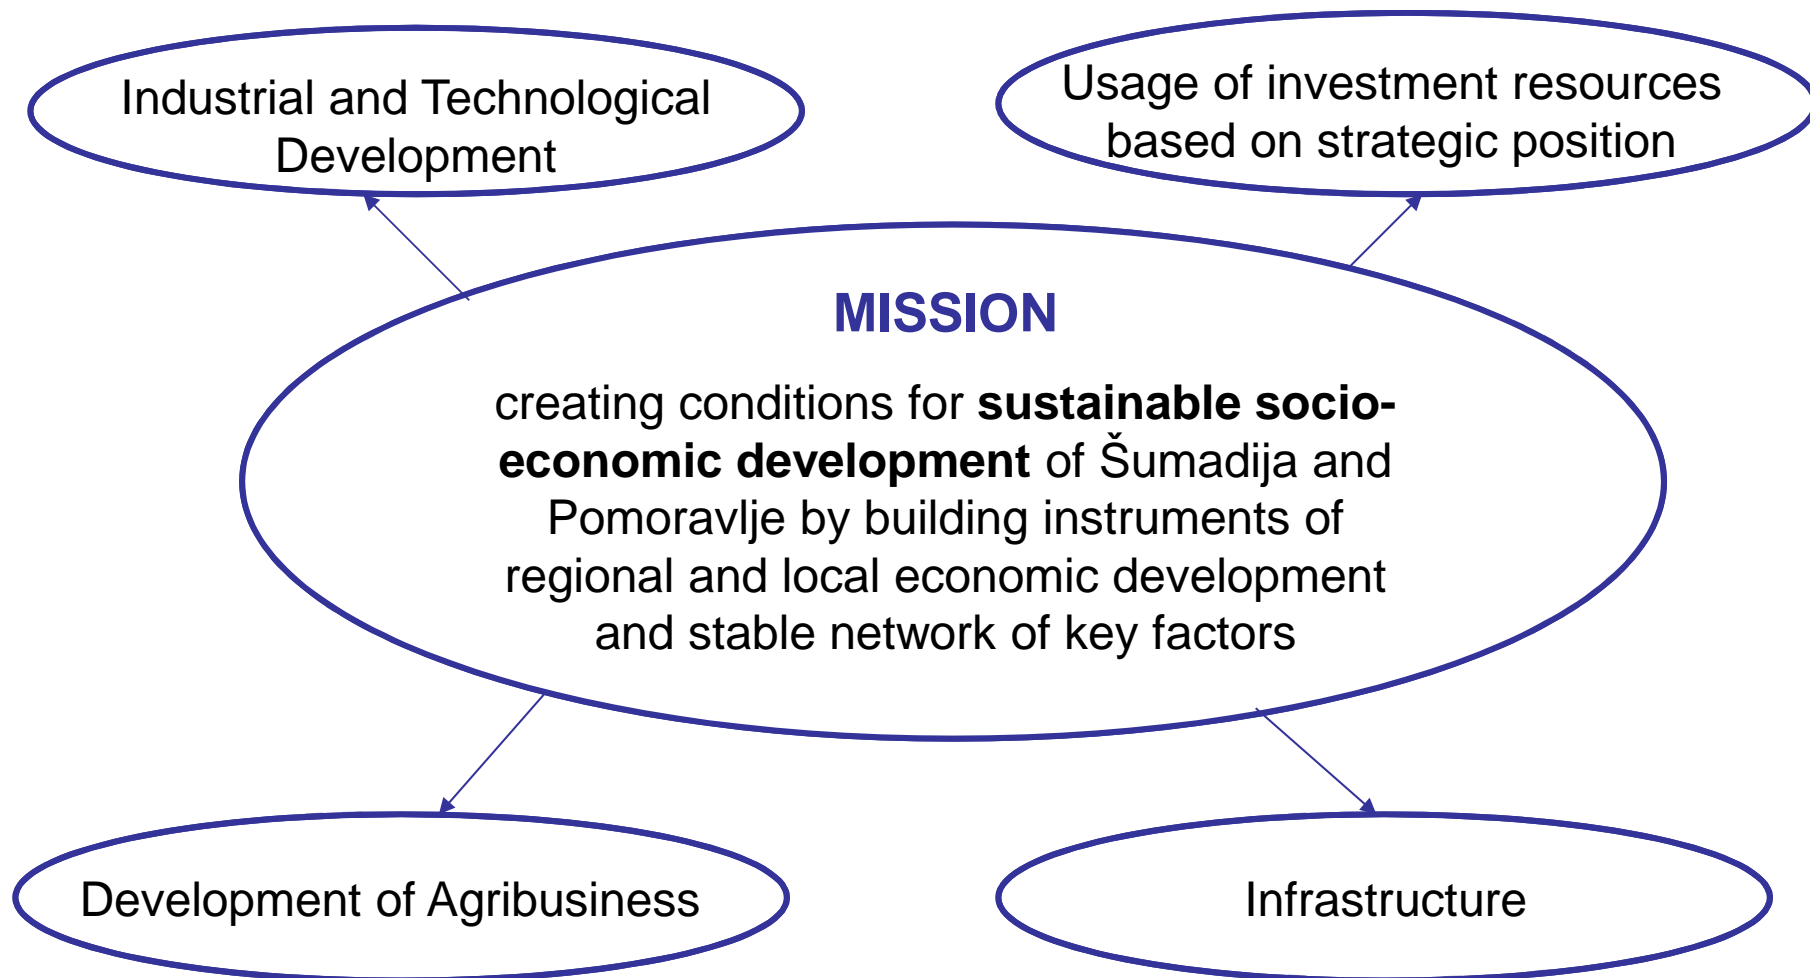 Industrial and Technological
Development
Usage of investment resources
based on strategic position
MISSION
creating conditions for sustainable socio-
economic development of Šumadija and
Pomoravlje by building instruments of
regional and local economic development
and stable network of key factors
Development of Agribusiness
Infrastructure